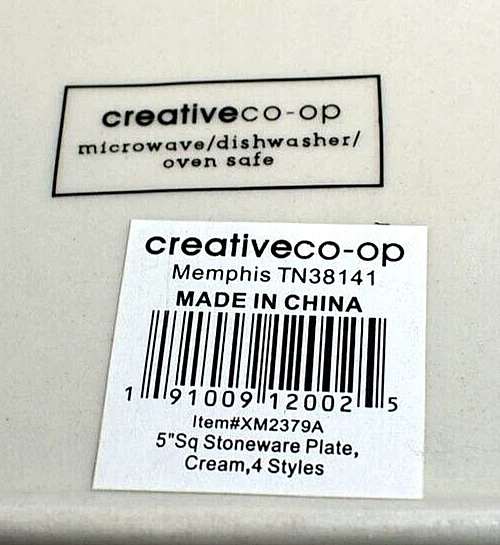 creativeco-op
microwave/dishwasher/
oven safe
creativeco-op
Memphis TN38141
MADE IN CHINA
1 91009 12002 5
Item#XM2379A
5"Sq Stoneware Plate,
Cream,4 Styles